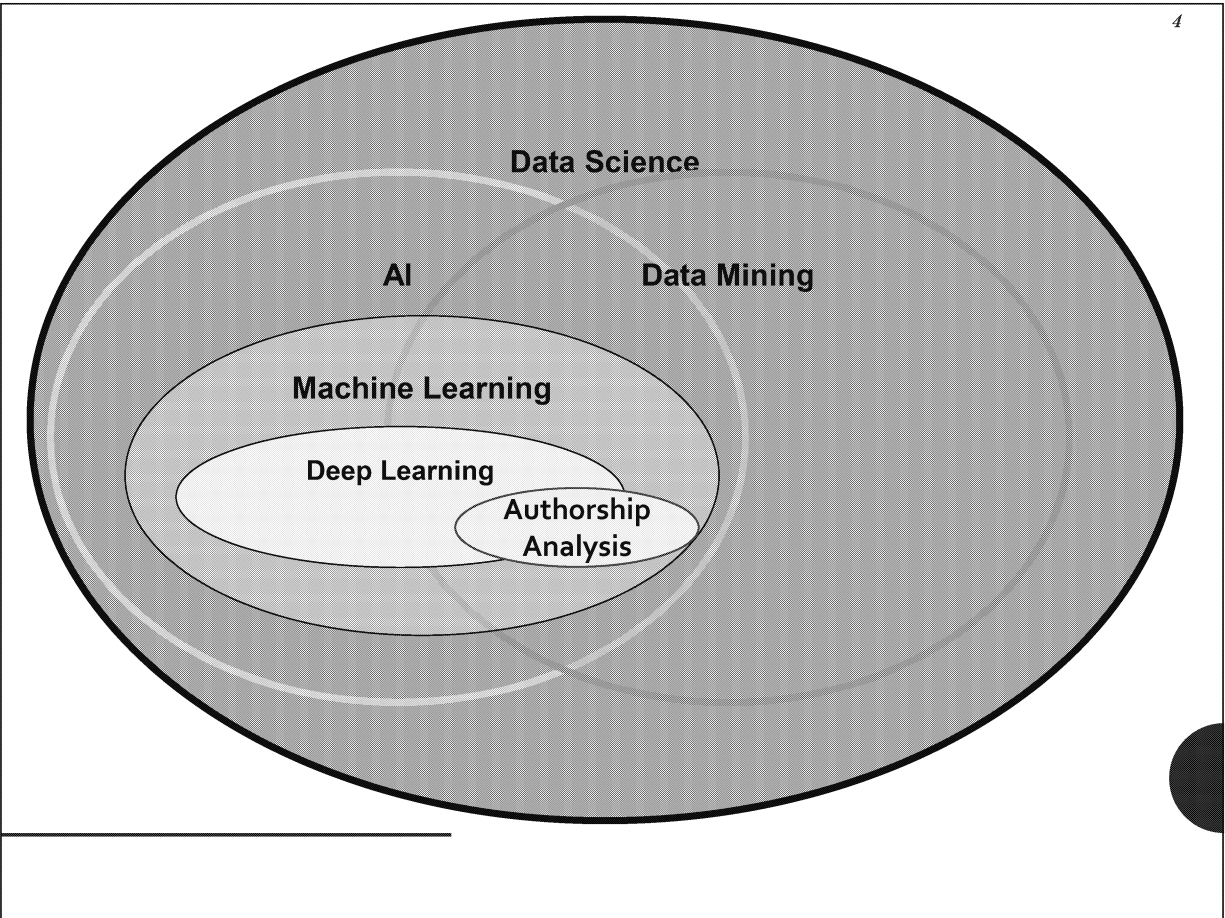 4
Data Science
AI
Data Mining
Machine Learning
Deep Learning
Authorship
Analysis